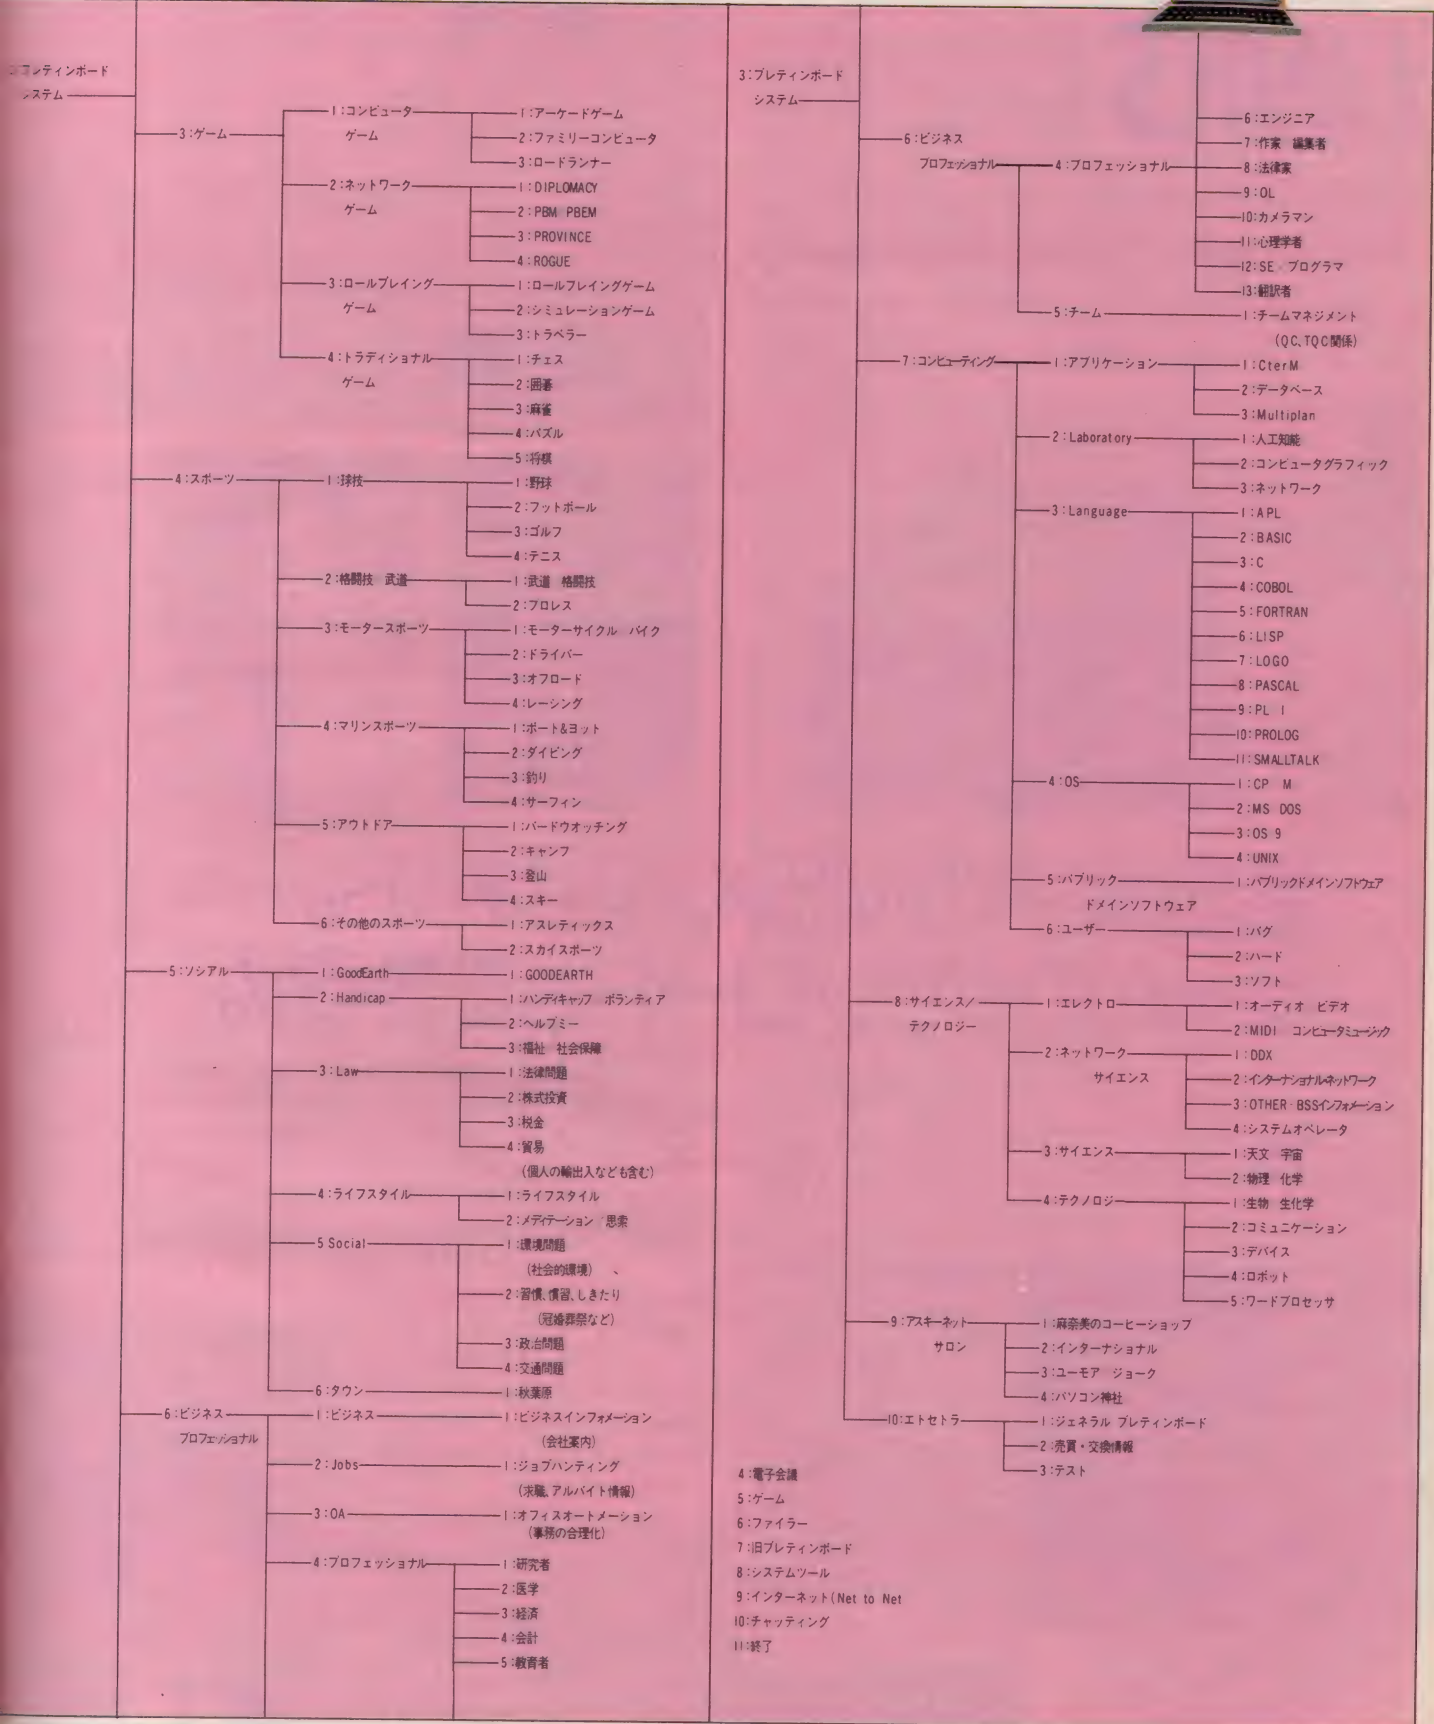 3:ブレティンボード
システム
3:ゲーム
1:コンピュータ
ゲーム
1:アーケードゲーム
2:ファミリーコンピュータ
3:ロードランナー
2:ネットワーク
ゲーム
1:DIPLOMACY
2:PBM PBEM
3:PROVINCE
4:ROGUE
3:ロールプレイング
ゲーム
1:ロールプレイングゲーム
2:シミュレーションゲーム
3:トラベラー
4:トラディショナル
ゲーム
1:チェス
2:囲碁
3:麻雀
4:パズル
5:将棋
4:スポーツ
1:球技
1:野球
2:フットボール
3:ゴルフ
4:テニス
2:格闘技 武道
1:武道 格闘技
2:プロレス
3:モータースポーツ
1:モーターサイクル バイク
2:ドライバー
3:オフロード
4:レーシング
4:マリンスポーツ
1:ボート&ヨット
2:ダイビング
3:釣り
4:サーフィン
5:アウトドア
1:バードウオッチング
2:キャンプ
3:登山
4:スキー
6:その他のスポーツ
1:アスレティックス
2:スカイスポーツ
5:ソシアル
1:GoodEarth
1:GOODEARTH
2:Handicap
1:ハンディキャップ ボランティア
2:ヘルプミー
3:福祉 社会保障
3:Law
1:法律問題
2:株式投資
3:税金
4:貿易
(個人の輸出入なども含む)
4:ライフスタイル
1:ライフスタイル
2:メディテーション 思索
5 Social
1:環境問題
(社会的環境)
2:習慣、慣習、しきたり
(冠婚葬祭など)
3:政治問題
4:交通問題
6:タウン
1:秋葉原
6:ビジネス
プロフェッショナル
1:ビジネス
1:ビジネスインフォメーション
(会社案内)
2:Jobs
1:ジョブハンティング
(求職、アルバイト情報)
3:OA
1:オフィスオートメーション
(事務の合理化)
4:プロフェッショナル
1:研究者
2:医学
3:経済
4:会計
5:教育者
3:ブレティンボード
システム
6:ビジネス
プロフェッショナル
4:プロフェッショナル
6:エンジニア
7:作家 編集者
8:法律家
9:OL
10:カメラマン
11:心理学者
12:SE プログラマ
13:翻訳者
5:チーム
1:チームマネジメント
(QC、TQC関係)
7:コンピューティング
1:アプリケーション
1:CterM
2:データベース
3:Multiplan
2:Laboratory
1:人工知能
2:コンピュータグラフィック
3:ネットワーク
3:Language
1:APL
2:BASIC
3:C
4:COBOL
5:FORTRAN
6:LISP
7:LOGO
8:PASCAL
9:PL I
10:PROLOG
11:SMALLTALK
4:OS
1:CP M
2:MS DOS
3:OS 9
4:UNIX
5:パブリック
ドメインソフトウェア
1:パブリックドメインソフトウェア
6:ユーザー
1:バグ
2:ハード
3:ソフト
8:サイエンス/
テクノロジー
1:エレクトロ
1:オーディオ ビデオ
2:MIDI コンピュータミュージック
2:ネットワーク
サイエンス
1:DDX
2:インターナショナルネットワーク
3:OTHER-BSSインフォメーション
4:システムオペレータ
3:サイエンス
1:天文 宇宙
2:物理 化学
4:テクノロジー
1:生物 生化学
2:コミュニケーション
3:デバイス
4:ロボット
5:ワードプロセッサ
9:アスキーネット
サロン
1:麻奈美のコーヒーショップ
2:インターナショナル
3:ユーモア ジョーク
4:パソコン神社
10:エトセトラ
1:ジェネラル ブレティンボード
2:売買・交換情報
3:テスト
4:電子会議
5:ゲーム
6:ファイラー
7:旧ブレティンボード
8:システムツール
9:インターネット(Net to Net
10:チャッティング
11:終了